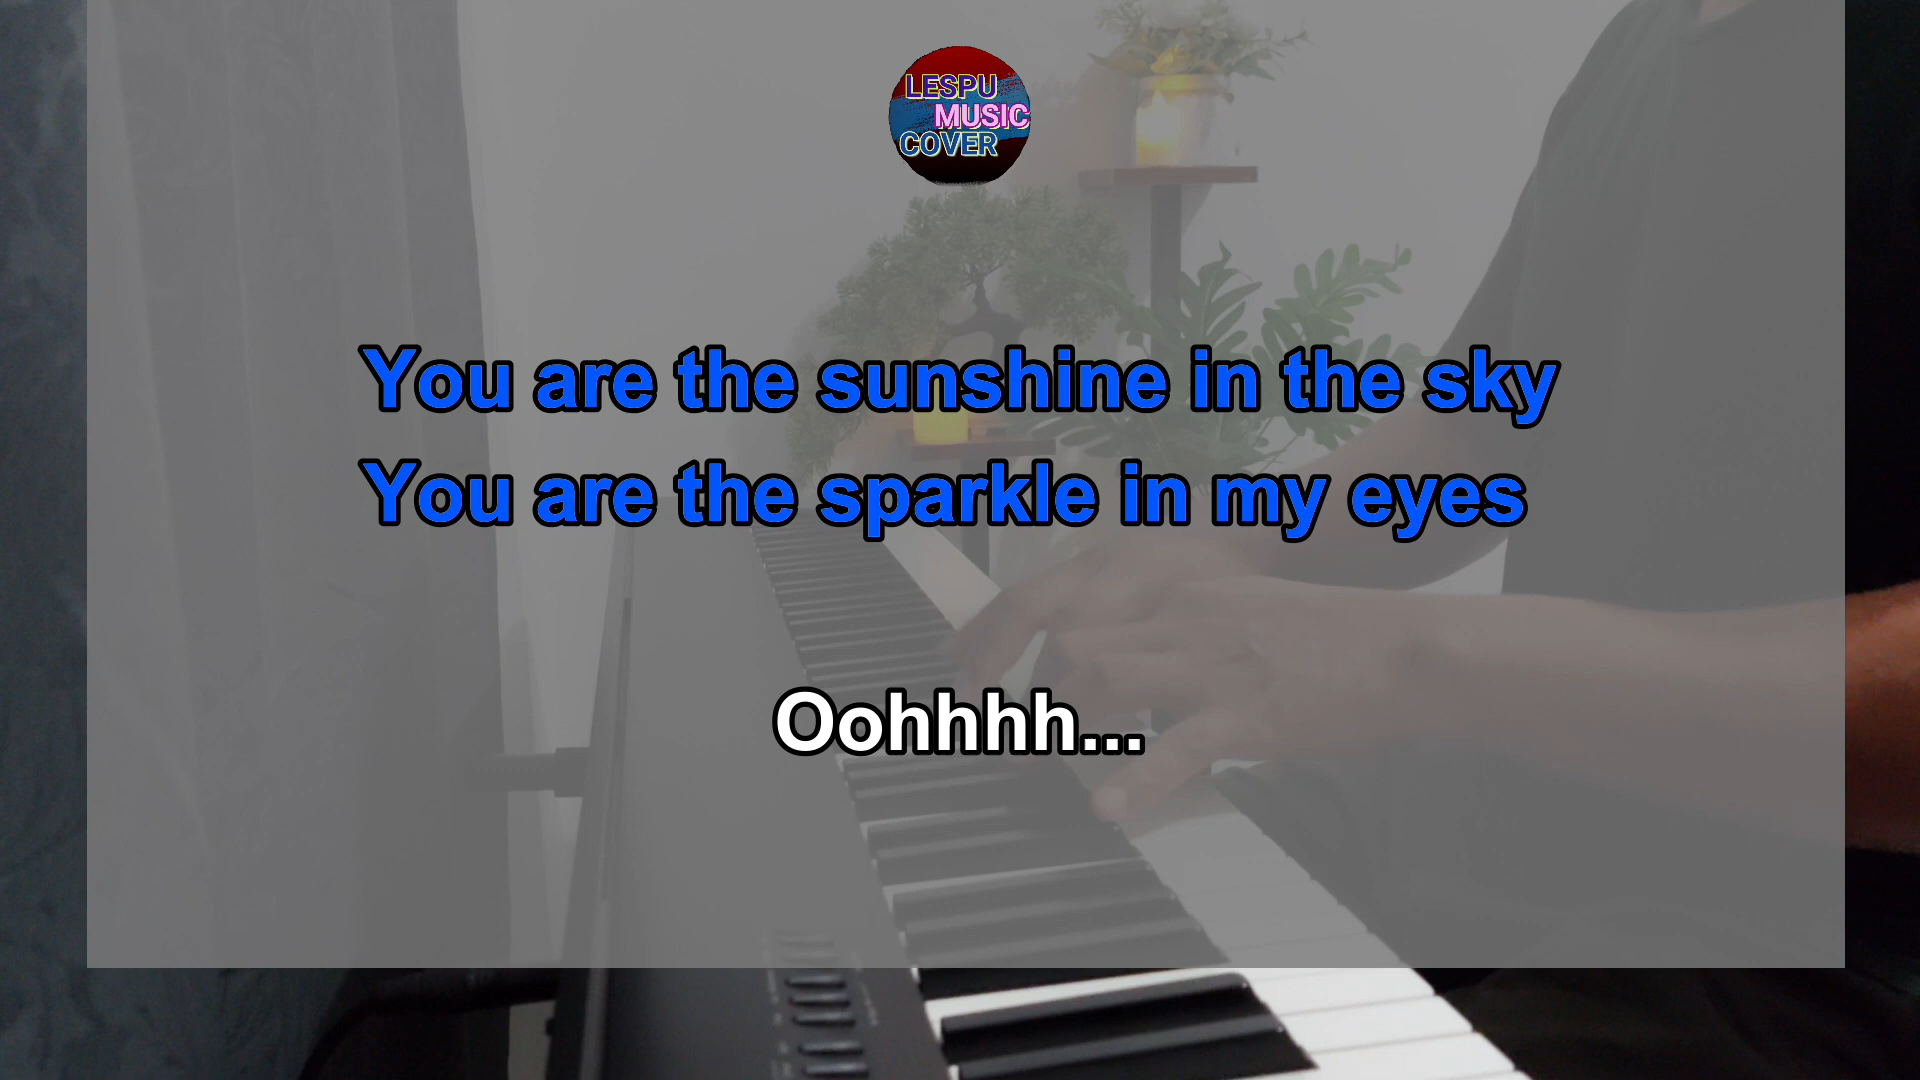 LESPU
MUSIC
COVER
You are the sunshine in the sky
You are the sparkle in my eyes
Oohhhh...